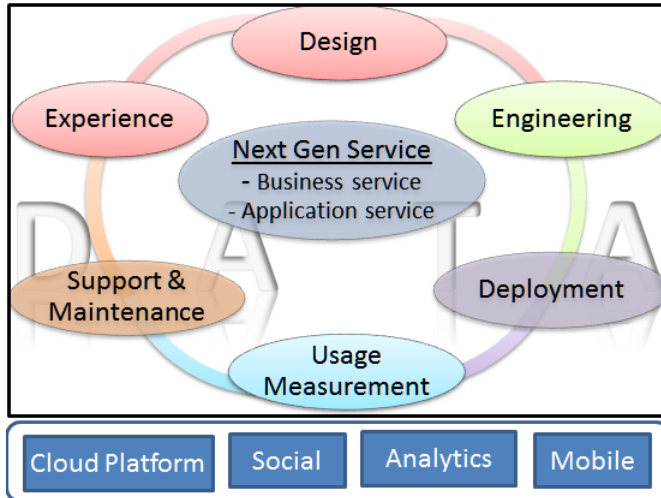 Design
Experience
Engineering
Next Gen Service
- Business service
- Application service
D A T A
Support &
Maintenance
Deployment
Usage
Measurement
Cloud Platform
Social
Analytics
Mobile